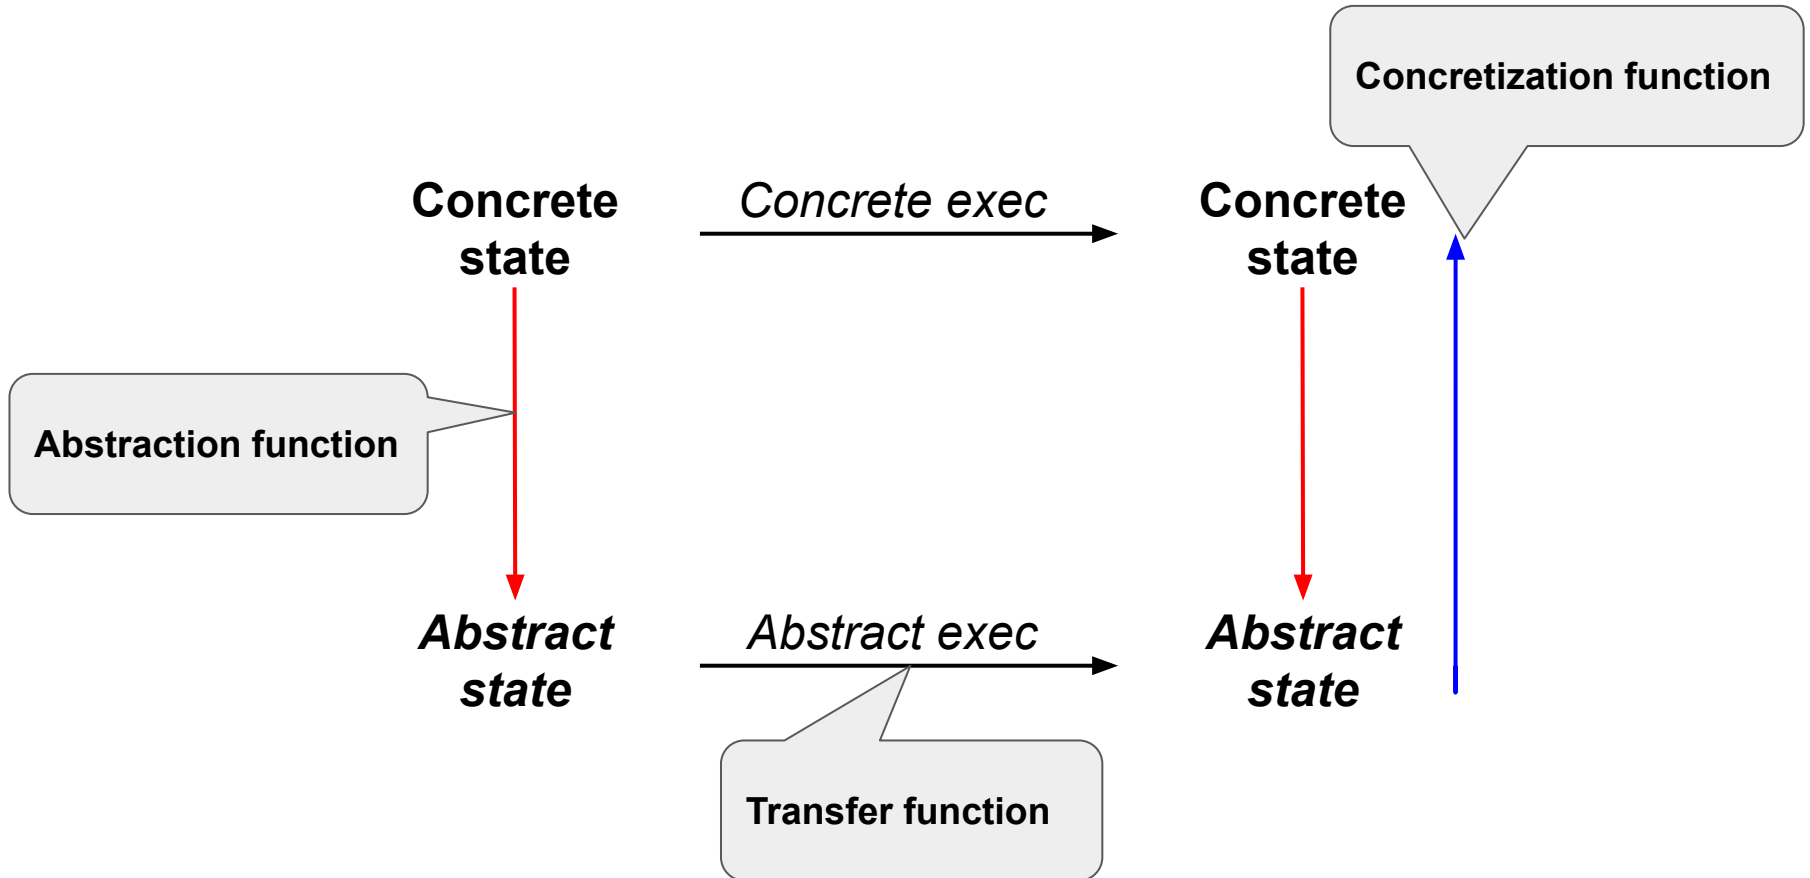 Concretization function
Concrete
state
Concrete exec
Concrete
state
Abstraction function
Abstract
state
Abstract exec
Abstract
state
Transfer function